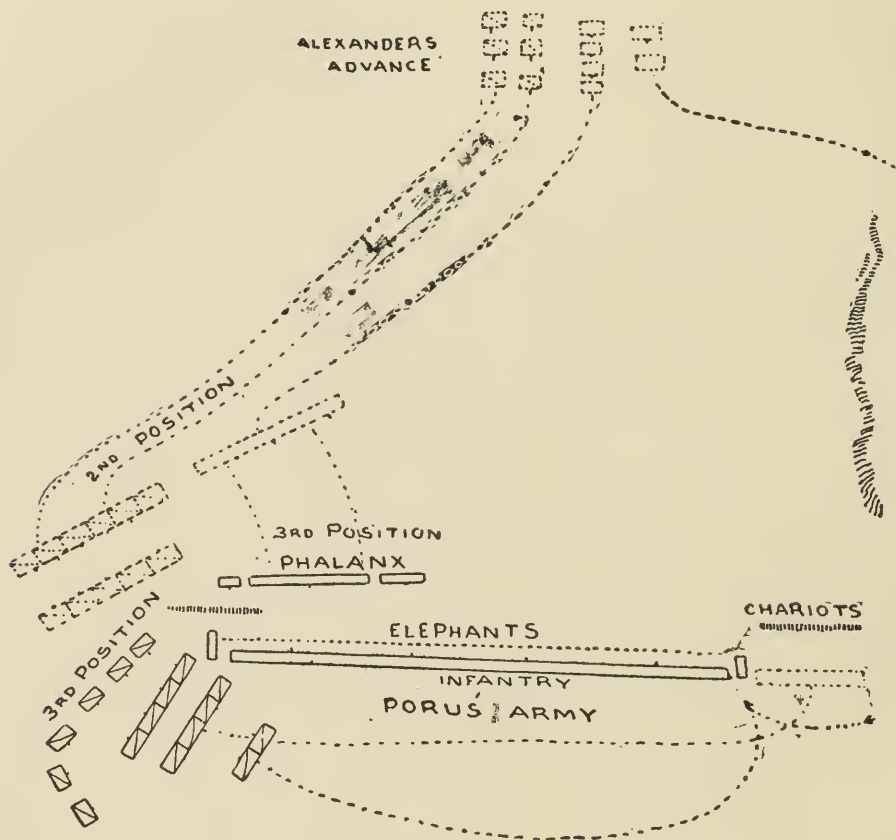 ALEXANDERS
ADVANCE
2ND POSITION
3RD POSITION
PHALANX
CHARIOTS
3RD POSITION
ELEPHANTS
INFANTRY
PORUS' ARMY